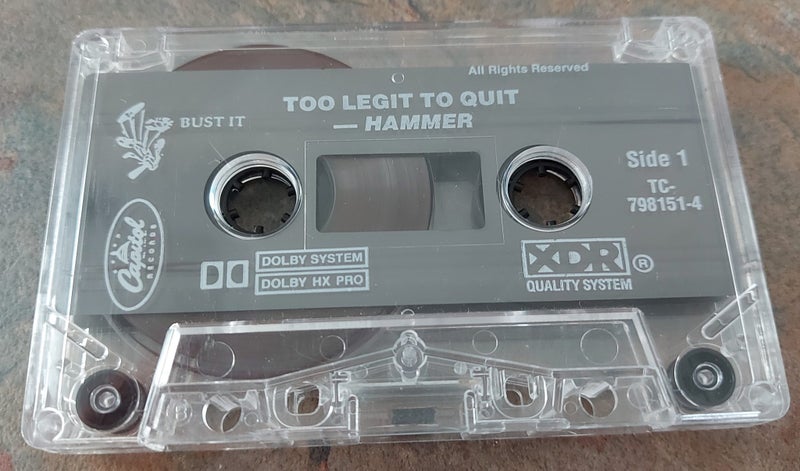 All Rights Reserved
TOO LEGIT TO QUIT
— HAMMER
BUST IT
Side 1
TC-
798151-4
Capitol
RECORDS
DOLBY SYSTEM
DOLBY HX PRO
XDR ®
QUALITY SYSTEM